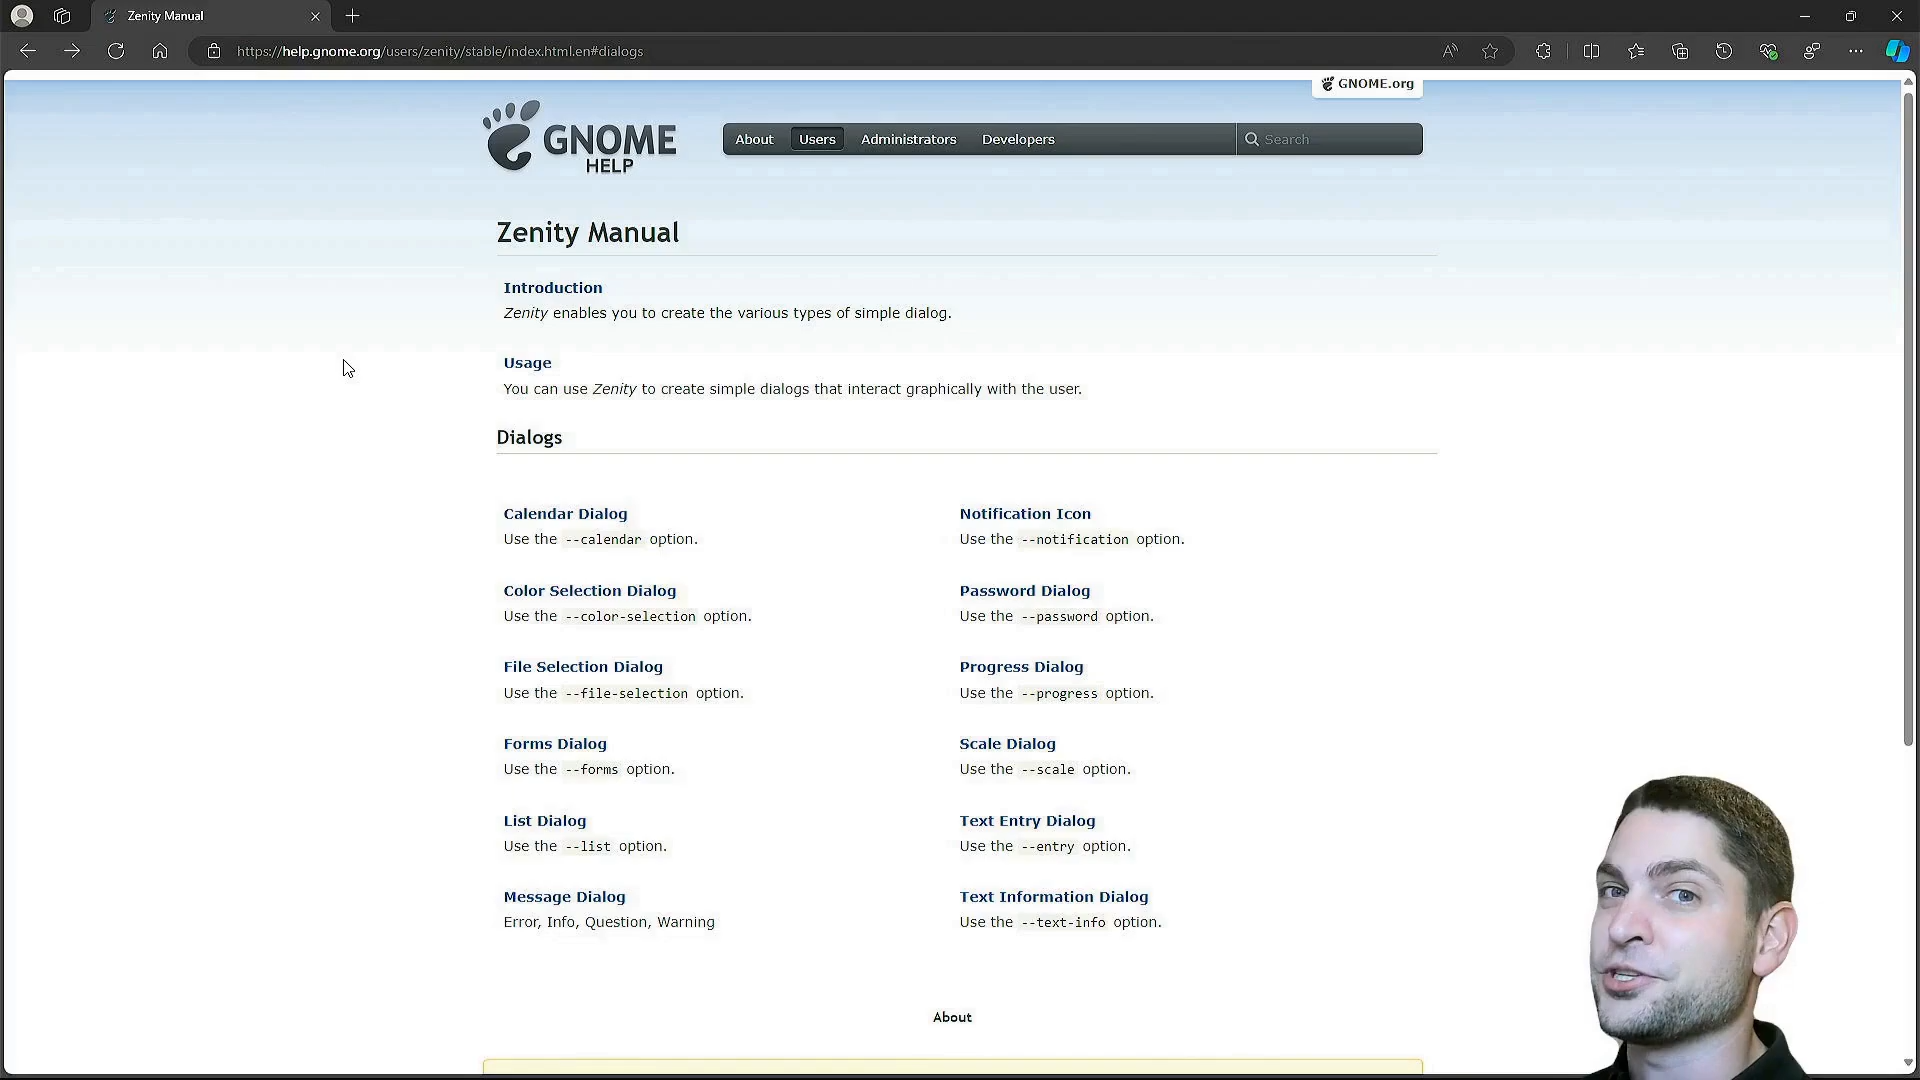 Zenity Manual
https://help.gnome.org/users/zenity/stable/index.html.en#dialogs
GNOME.org
GNOME
HELP
About Users Administrators Developers Search
Zenity Manual
Introduction
Zenity enables you to create the various types of simple dialog.
Usage
You can use Zenity to create simple dialogs that interact graphically with the user.
Dialogs
Calendar Dialog
Use the --calendar option.
Color Selection Dialog
Use the --color-selection option.
File Selection Dialog
Use the --file-selection option.
Forms Dialog
Use the --forms option.
List Dialog
Use the --list option.
Message Dialog
Error, Info, Question, Warning
Notification Icon
Use the --notification option.
Password Dialog
Use the --password option.
Progress Dialog
Use the --progress option.
Scale Dialog
Use the --scale option.
Text Entry Dialog
Use the --entry option.
Text Information Dialog
Use the --text-info option.
About